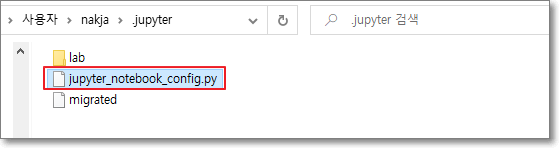 사용자 > nakja > .jupyter
.jupyter 검색
lab
jupyter_notebook_config.py
migrated